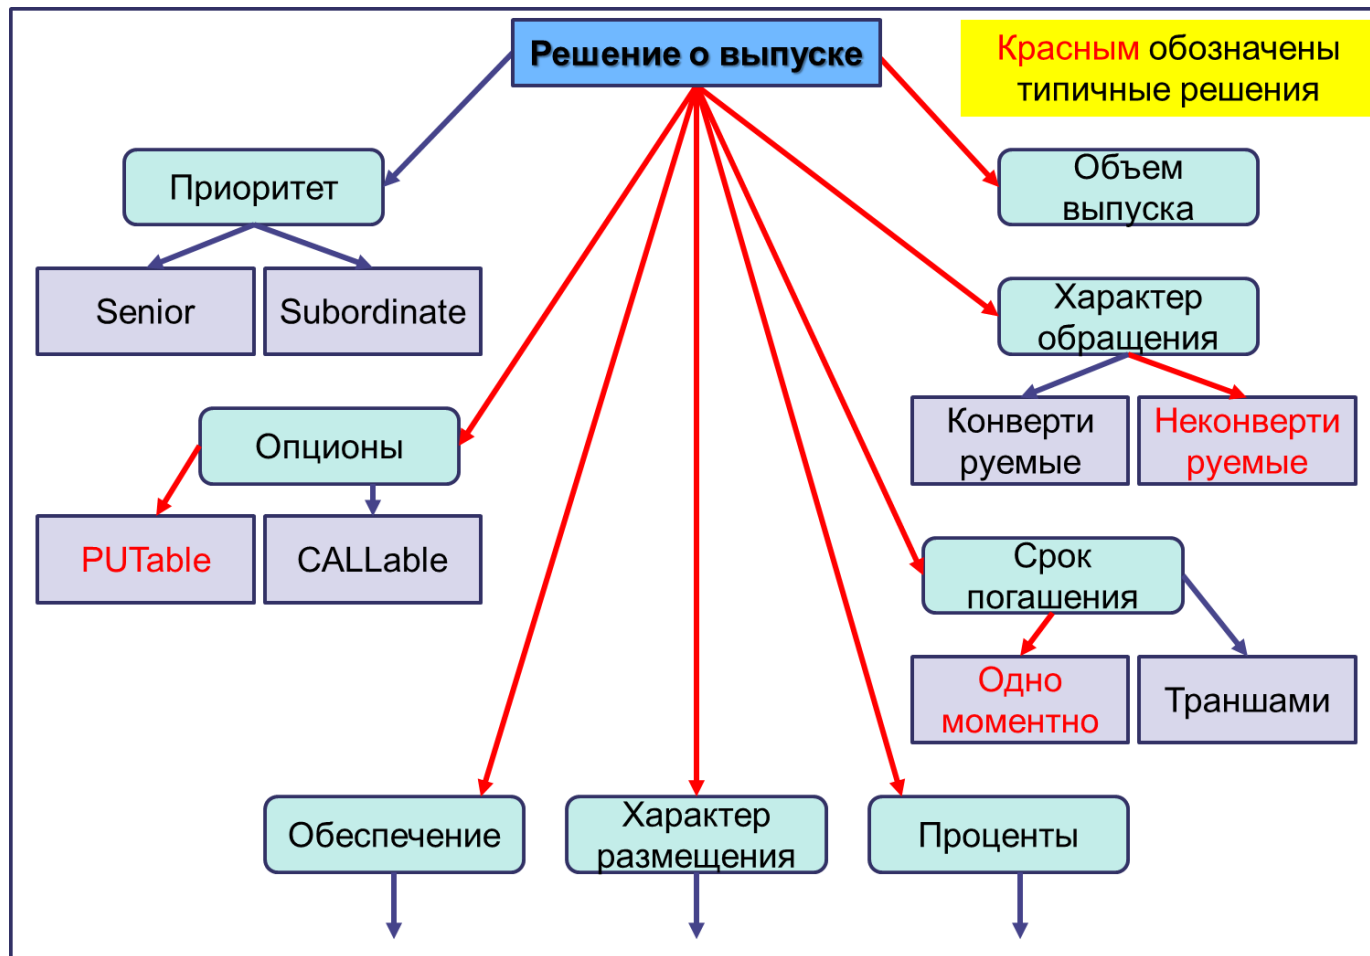 Решение о выпуске
Красным обозначены
типичные решения
Приоритет
Senior
Subordinate
Объем
выпуска
Характер
обращения
Конверти
руемые
Неконверти
руемые
Опционы
PUTable
CALLable
Срок
погашения
Одно
моментно
Траншами
Обеспечение
Характер
размещения
Проценты